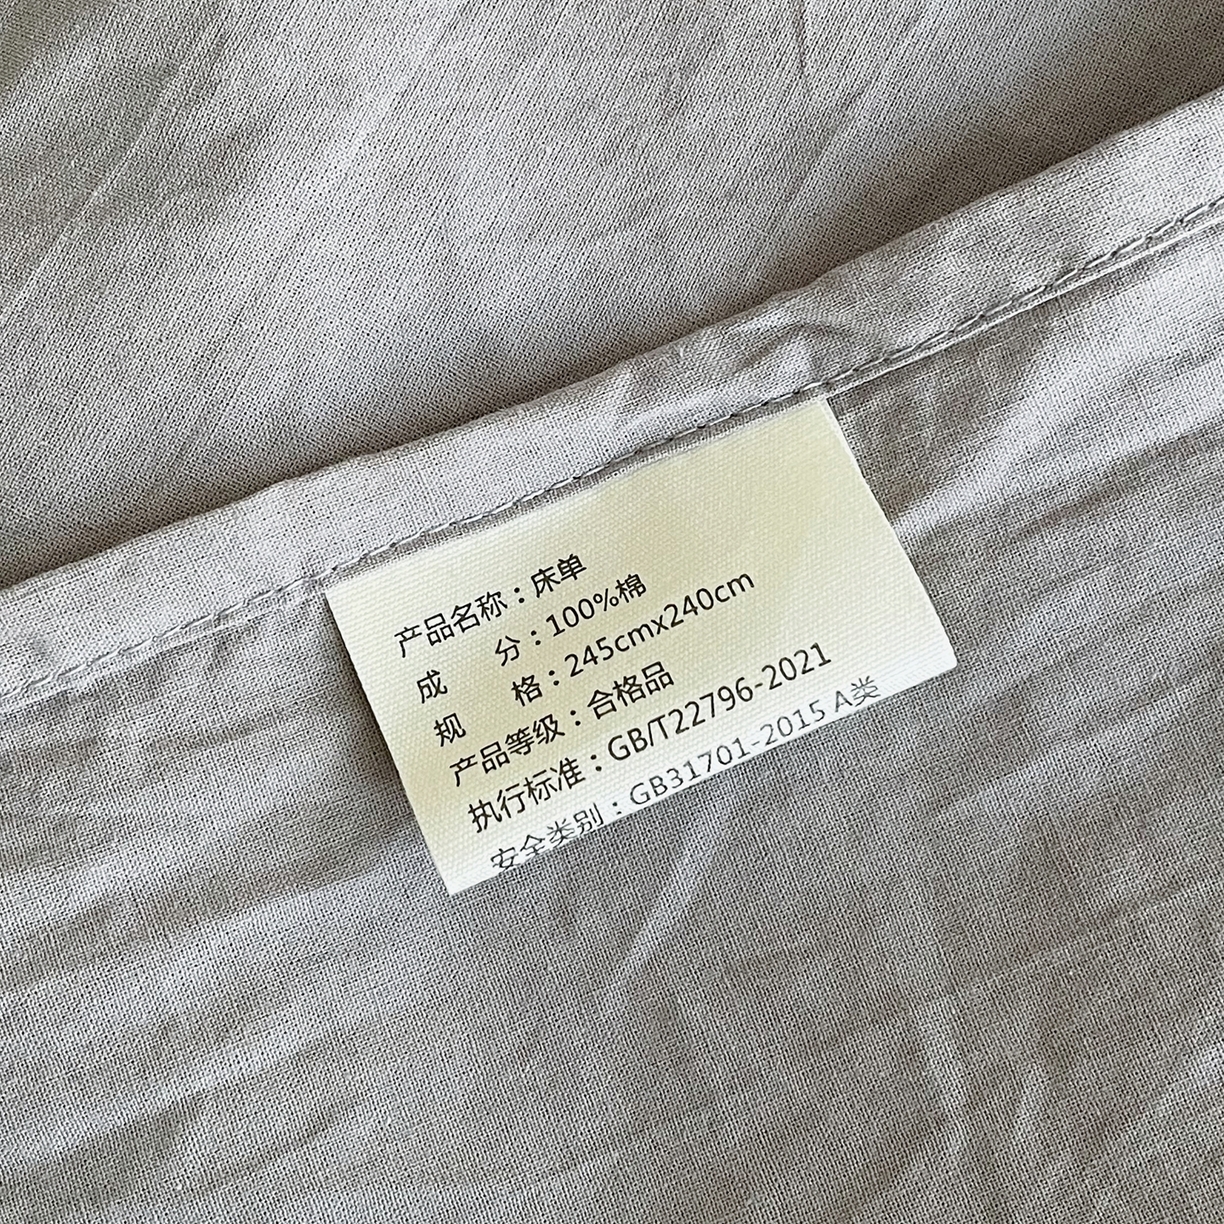 产品名称：床单
成 分：100%棉
规 格：245cmx240cm
产品等级：合格品
执行标准：GB/T22796-2021
安全类别：GB31701-2015 A类